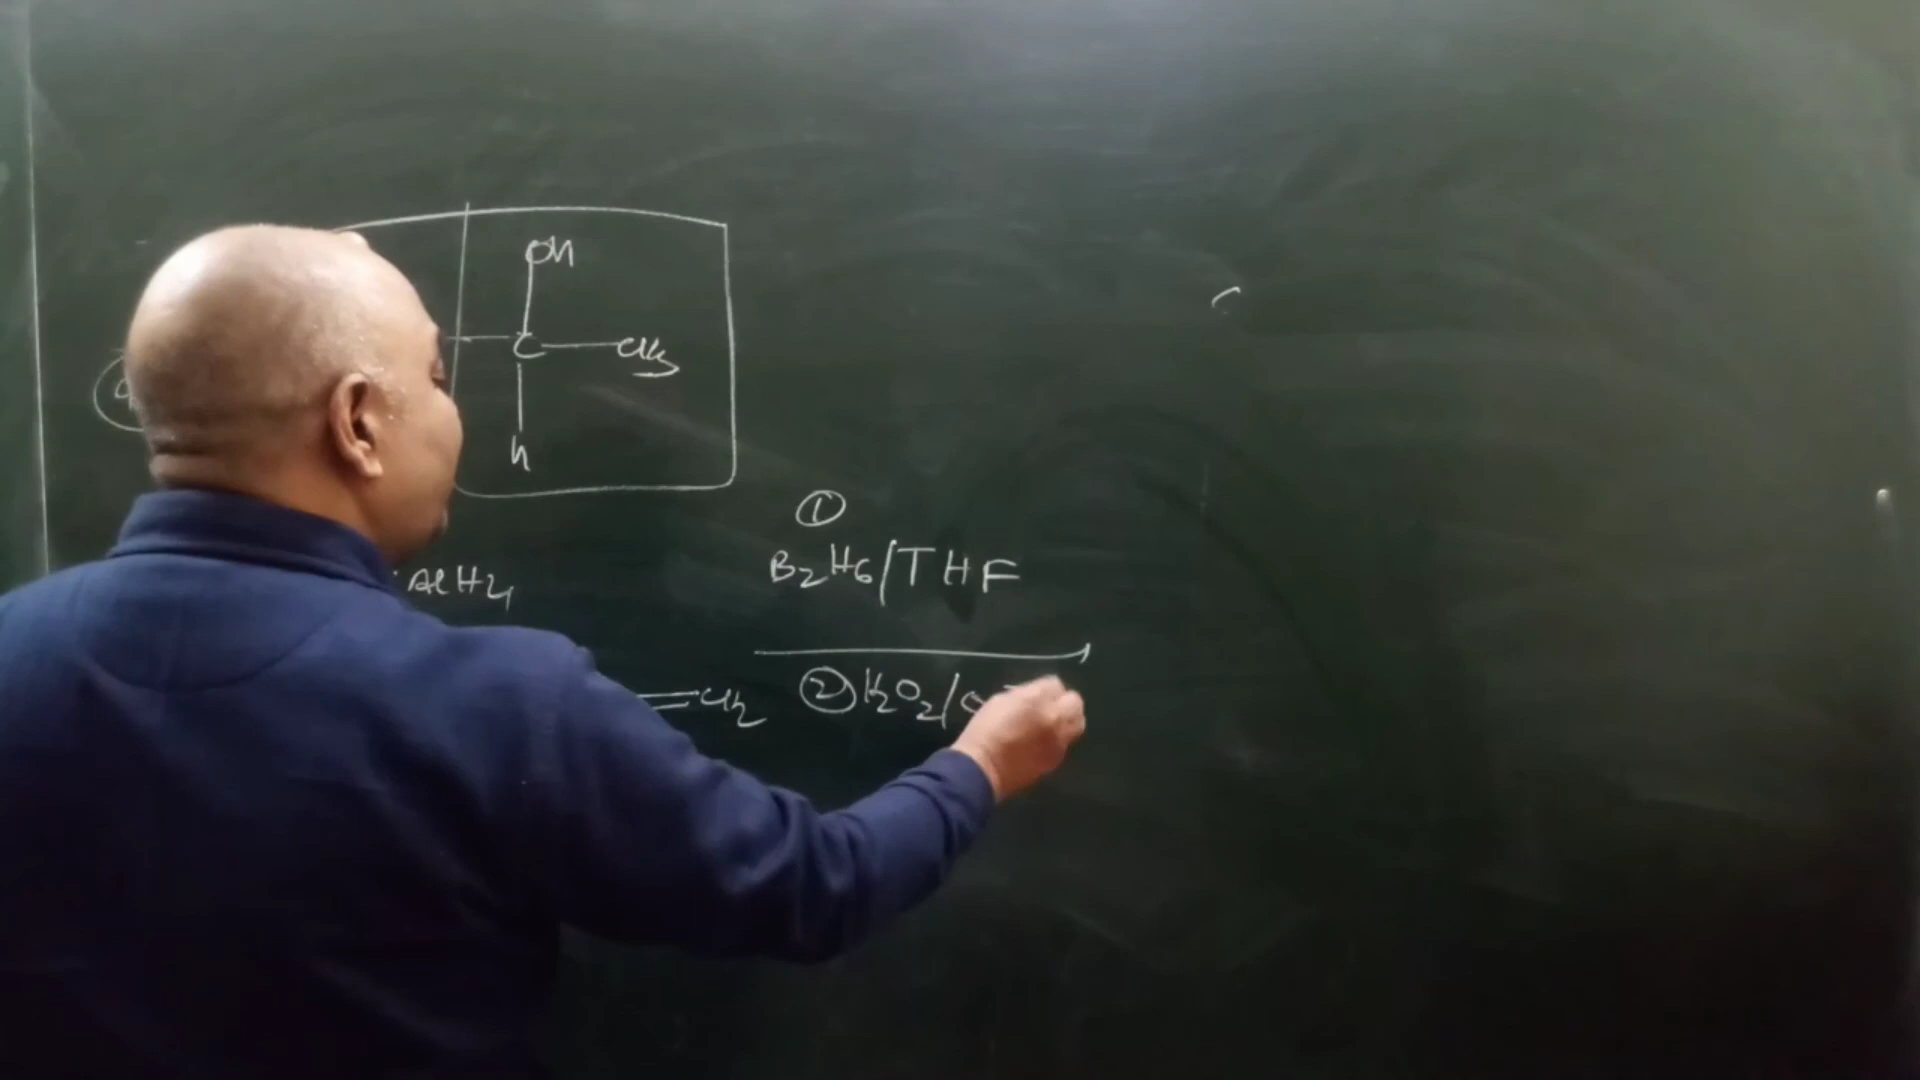 OH
C — CH3
H
①
B2H6/THF
AlH4
=CH2 ② H2O2/